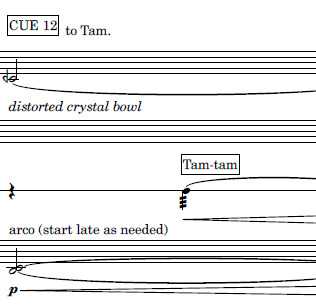 CUE 12 to Tam.
distorted crystal bowl
Tam-tam
arco (start late as needed)
p